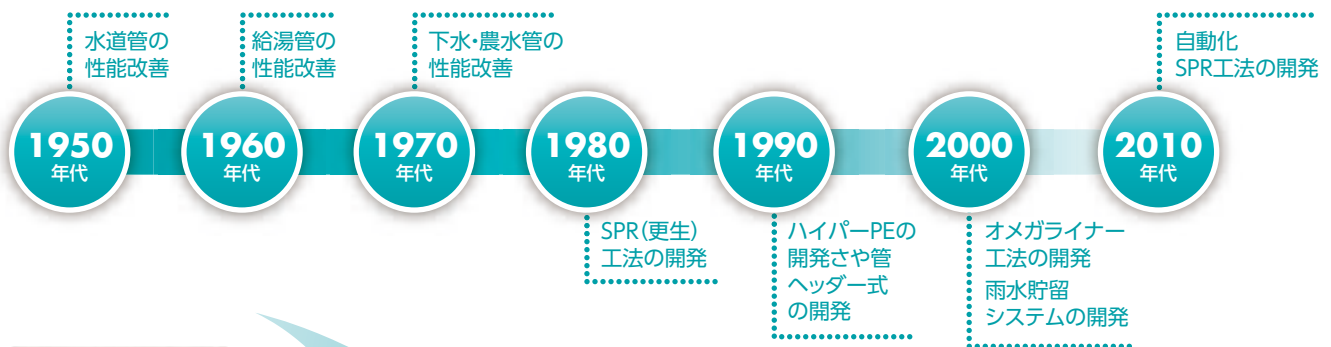 水道管の
性能改善
給湯管の
性能改善
下水・農水管の
性能改善
自動化
SPR工法の開発
1950
年代
1960
年代
1970
年代
1980
年代
1990
年代
2000
年代
2010
年代
SPR（更生）
工法の開発
ハイパーPEの
開発さや管
ヘッダー式
の開発
オメガライナー
工法の開発
雨水貯留
システムの開発